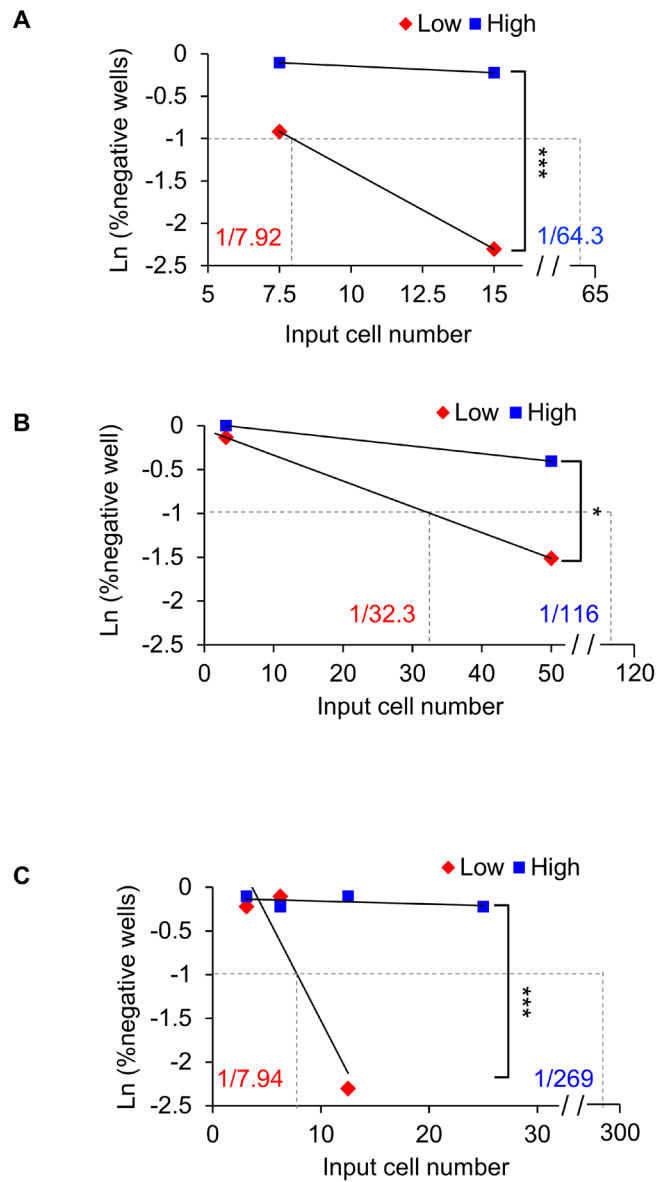 A
Low High
Ln (%negative wells)
0
-0.5
-1
-1.5
-2
-2.5
***
1/7.92
1/64.3
5 7.5 10 12.5 15 // 65
Input cell number
B
Low High
Ln (%negative well)
0
-0.5
-1
-1.5
-2
-2.5
*
1/32.3
1/116
0 10 20 30 40 50 // 120
Input cell number
C
Low High
Ln (%negative wells)
0
-0.5
-1
-1.5
-2
-2.5
***
1/7.94
1/269
0 10 20 30 // 300
Input cell number